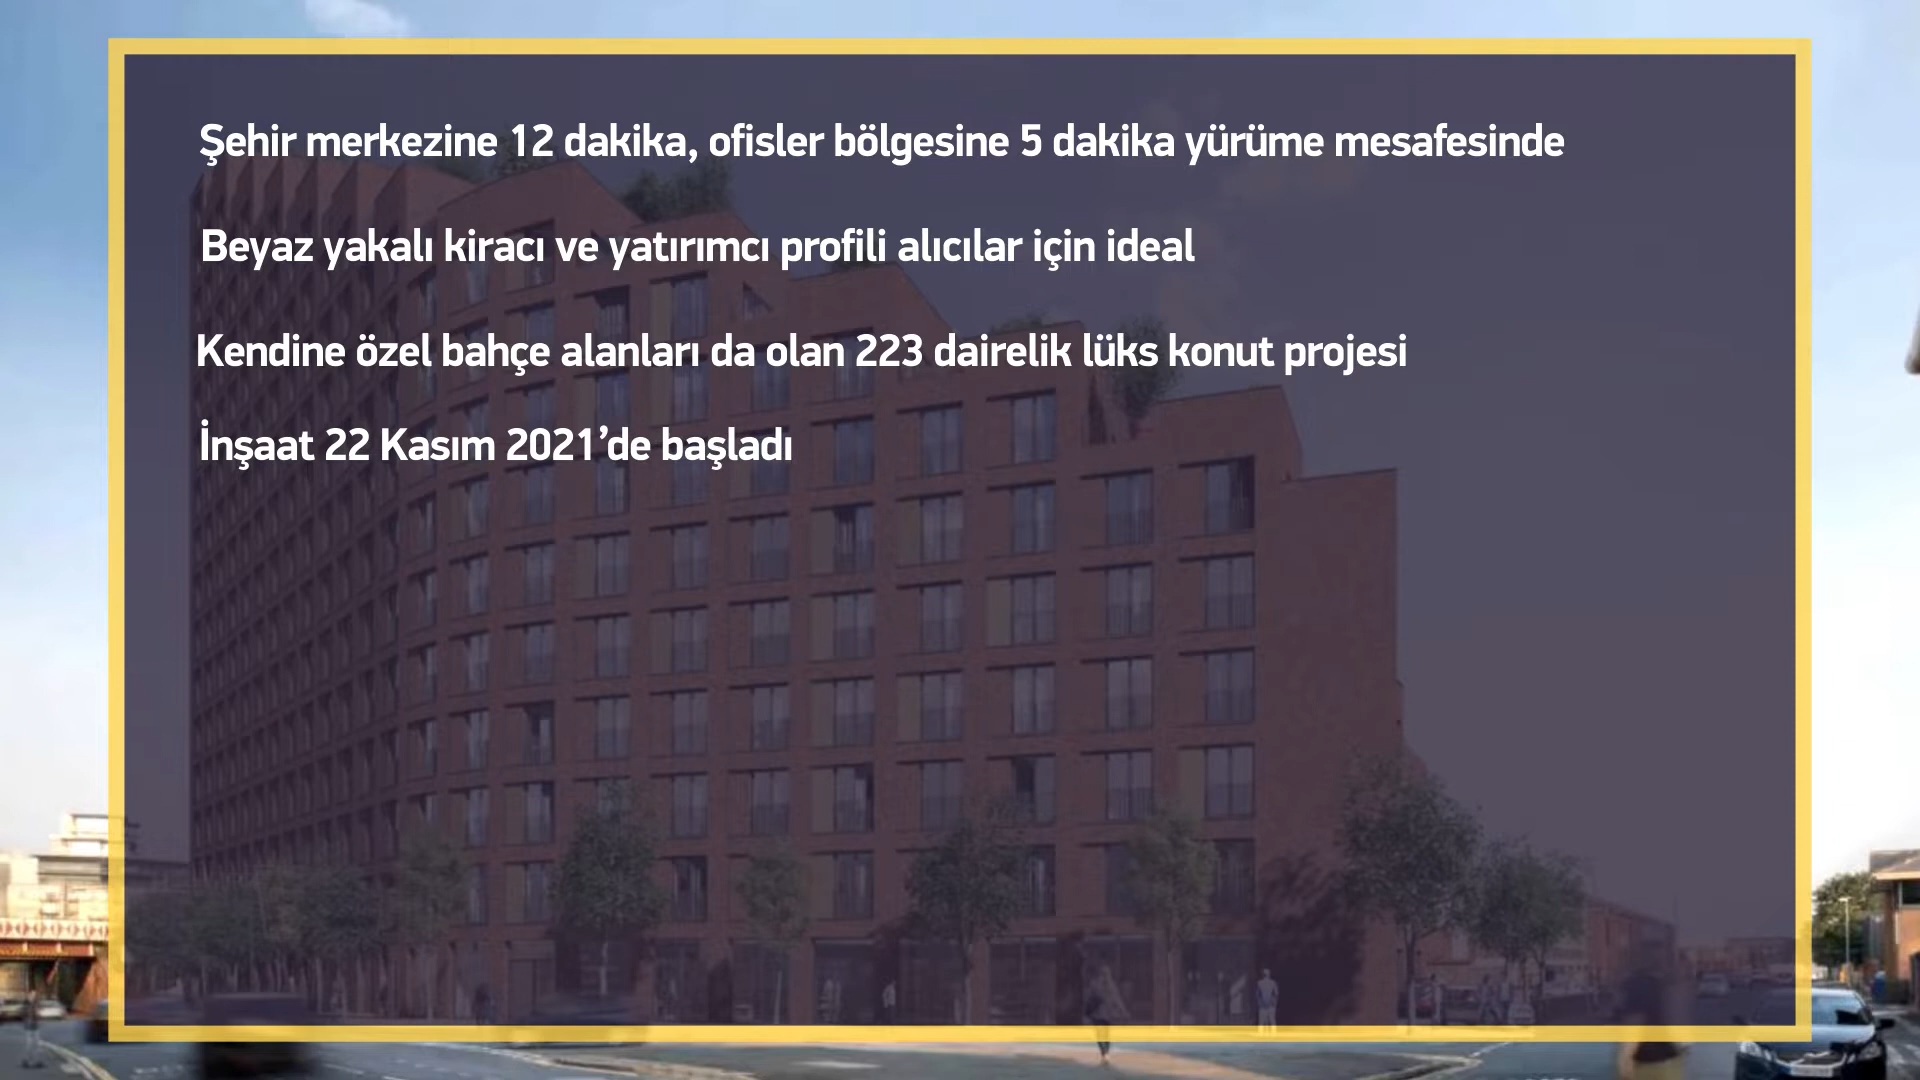 Şehir merkezine 12 dakika, ofisler bölgesine 5 dakika yürüme mesafesinde
Beyaz yakalı kiracı ve yatırımcı profili alıcılar için ideal
Kendine özel bahçe alanları da olan 223 dairelik lüks konut projesi
İnşaat 22 Kasım 2021’de başladı